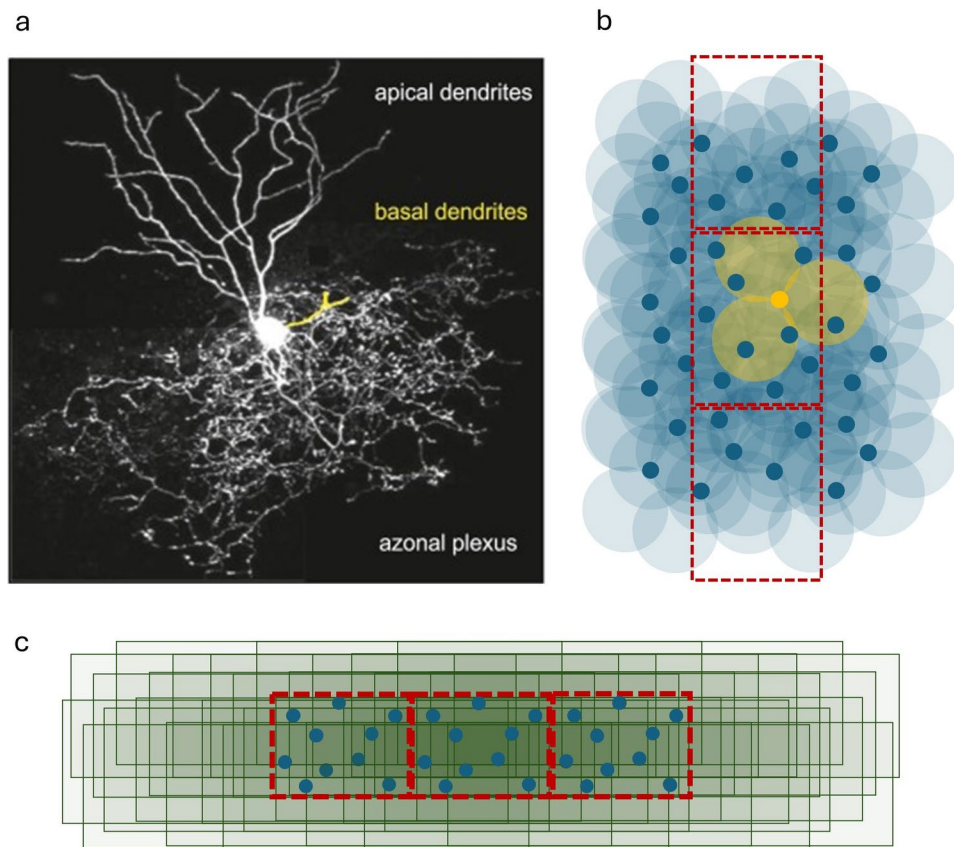 a
apical dendrites
basal dendrites
azonal plexus
b
c